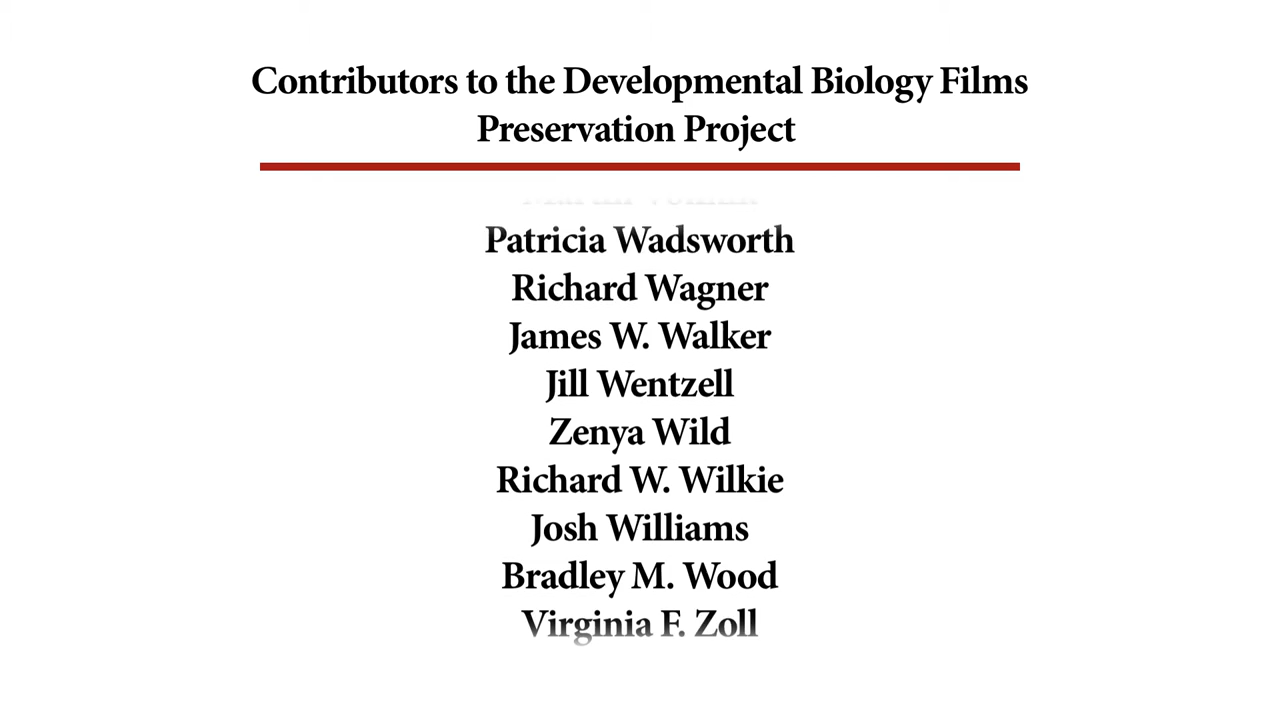 Contributors to the Developmental Biology Films
Preservation Project
Patricia Wadsworth
Richard Wagner
James W. Walker
Jill Wentzell
Zenya Wild
Richard W. Wilkie
Josh Williams
Bradley M. Wood
Virginia F. Zoll